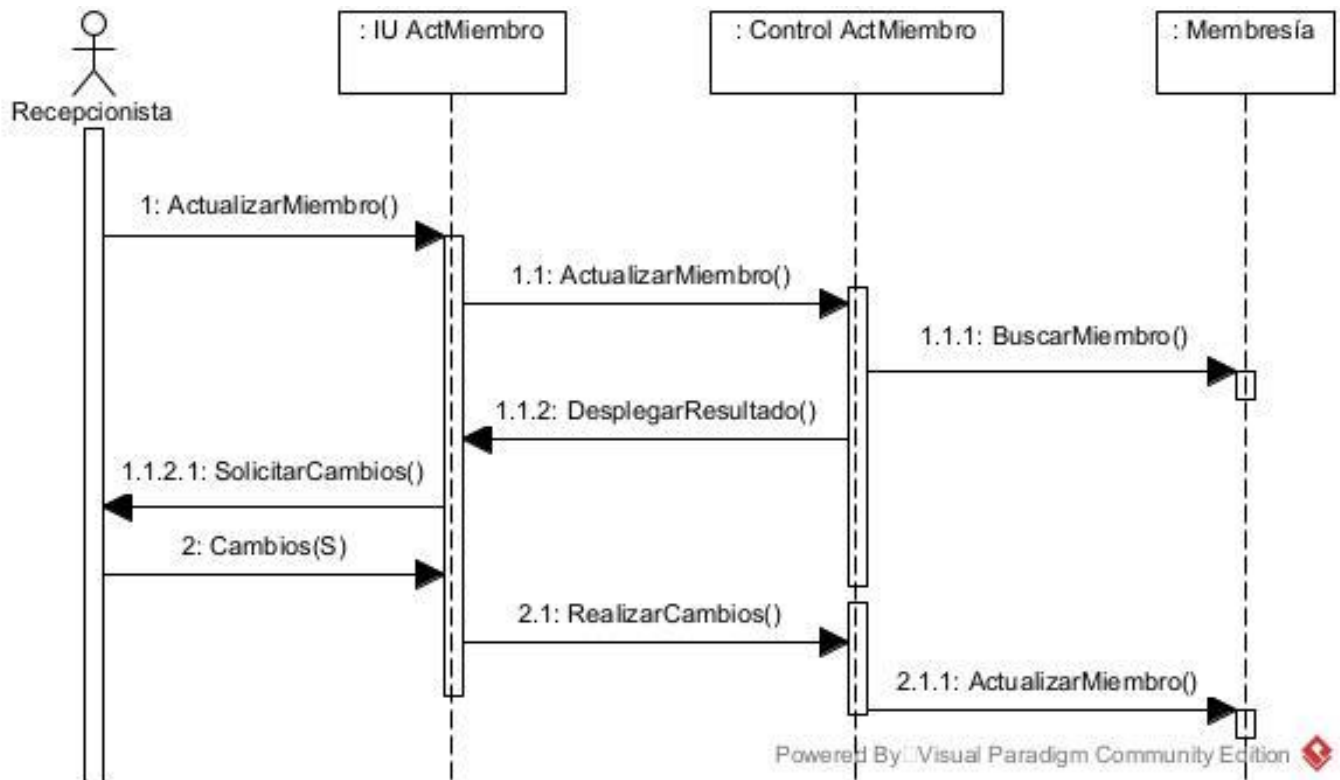 : IU ActMiembro
: Control ActMiembro
: Membresía
Recepcionista
1: ActualizarMiembro()
1.1: ActualizarMiembro()
1.1.1: BuscarMiembro()
1.1.2: DesplegarResultado()
1.1.2.1: SolicitarCambios()
2: Cambios(S)
2.1: RealizarCambios()
2.1.1: ActualizarMiembro()
Powered By Visual Paradigm Community Edition